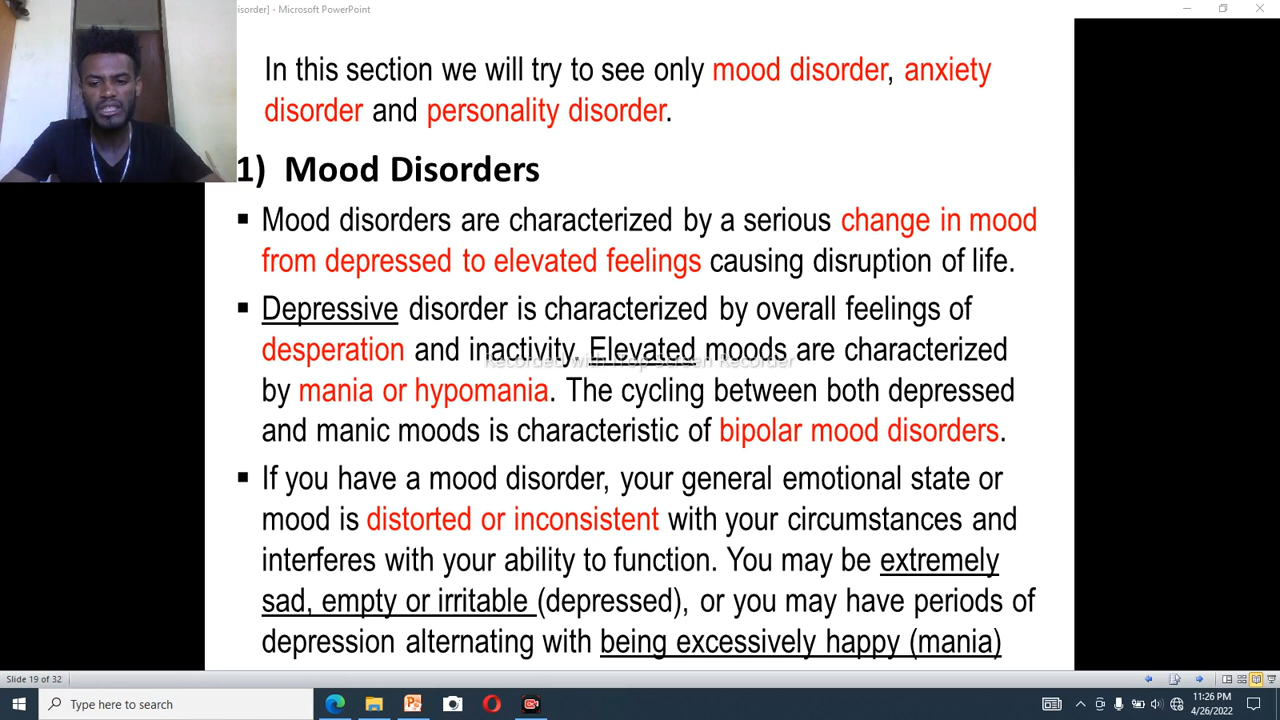 isorder] - Microsoft PowerPoint
In this section we will try to see only mood disorder, anxiety
disorder and personality disorder.
1) Mood Disorders
▪ Mood disorders are characterized by a serious change in mood
from depressed to elevated feelings causing disruption of life.
▪ Depressive disorder is characterized by overall feelings of
desperation and inactivity. Elevated moods are characterized
Recorded with iTop Screen Recorder
by mania or hypomania. The cycling between both depressed
and manic moods is characteristic of bipolar mood disorders.
▪ If you have a mood disorder, your general emotional state or
mood is distorted or inconsistent with your circumstances and
interferes with your ability to function. You may be extremely
sad, empty or irritable (depressed), or you may have periods of
depression alternating with being excessively happy (mania)
Slide 19 of 32
Type here to search
11:26 PM
4/26/2022